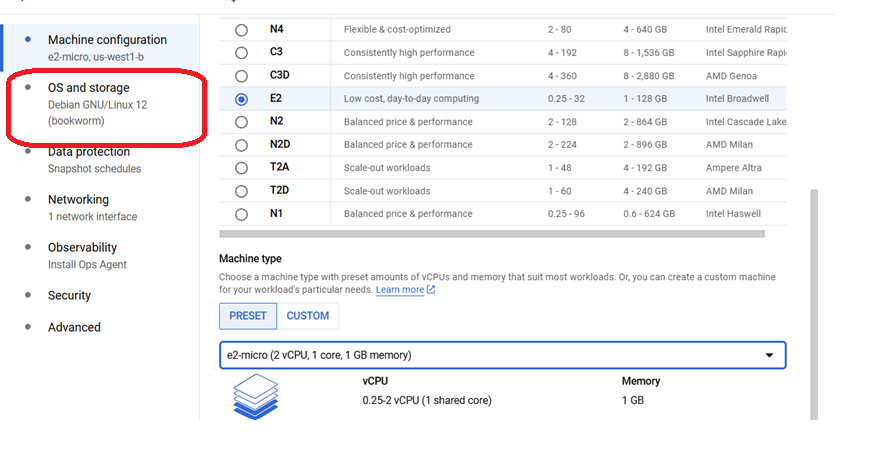 Machine configuration
e2-micro, us-west1-b
OS and storage
Debian GNU/Linux 12
(bookworm)
Data protection
Snapshot schedules
Networking
1 network interface
Observability
Install Ops Agent
Security
Advanced
N4 Flexible & cost-optimized 2 - 80 4 - 640 GB Intel Emerald Rapid
C3 Consistently high performance 4 - 192 8 - 1,536 GB Intel Sapphire Rapi
C3D Consistently high performance 4 - 360 8 - 2,880 GB AMD Genoa
E2 Low cost, day-to-day computing 0.25 - 32 1 - 128 GB Intel Broadwell
N2 Balanced price & performance 2 - 128 2 - 864 GB Intel Cascade Lake
N2D Balanced price & performance 2 - 224 2 - 896 GB AMD Milan
T2A Scale-out workloads 1 - 48 4 - 192 GB Ampere Altra
T2D Scale-out workloads 1 - 60 4 - 240 GB AMD Milan
N1 Balanced price & performance 0.25 - 96 0.6 - 624 GB Intel Haswell
Machine type
Choose a machine type with preset amounts of vCPUs and memory that suit most workloads. Or, you can create a custom machine
for your workload's particular needs. Learn more
PRESET CUSTOM
e2-micro (2 vCPU, 1 core, 1 GB memory)
vCPU Memory
0.25-2 vCPU (1 shared core) 1 GB